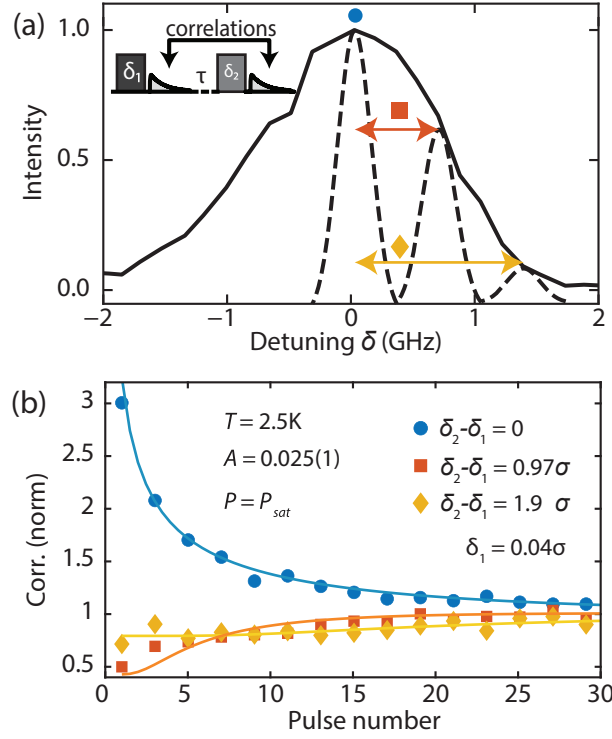 (a)
correlations
δ1 τ δ2
1.0
0.5
0.0
Intensity
−2 −1 0 1 2
Detuning δ (GHz)
(b)
3
2.5
2
1.5
1
0.5
Corr. (norm)
T = 2.5K
A = 0.025(1)
P = Psat
δ2-δ1 = 0
δ2-δ1 = 0.97σ
δ2-δ1 = 1.9 σ
δ1 = 0.04σ
0 5 10 15 20 25 30
Pulse number